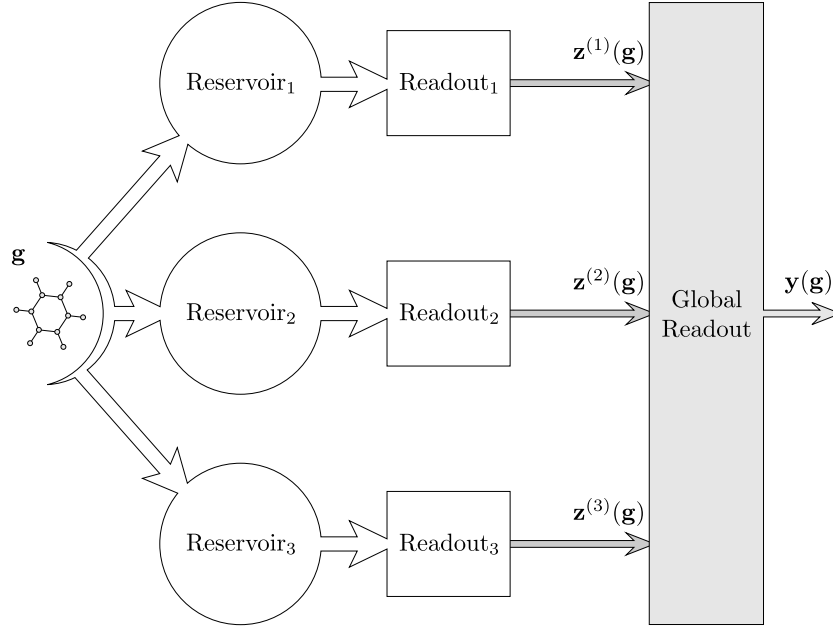 Reservoir₁
Readout₁
z⁽¹⁾(g)
g
Reservoir₂
Readout₂
z⁽²⁾(g)
Global
Readout
y(g)
Reservoir₃
Readout₃
z⁽³⁾(g)